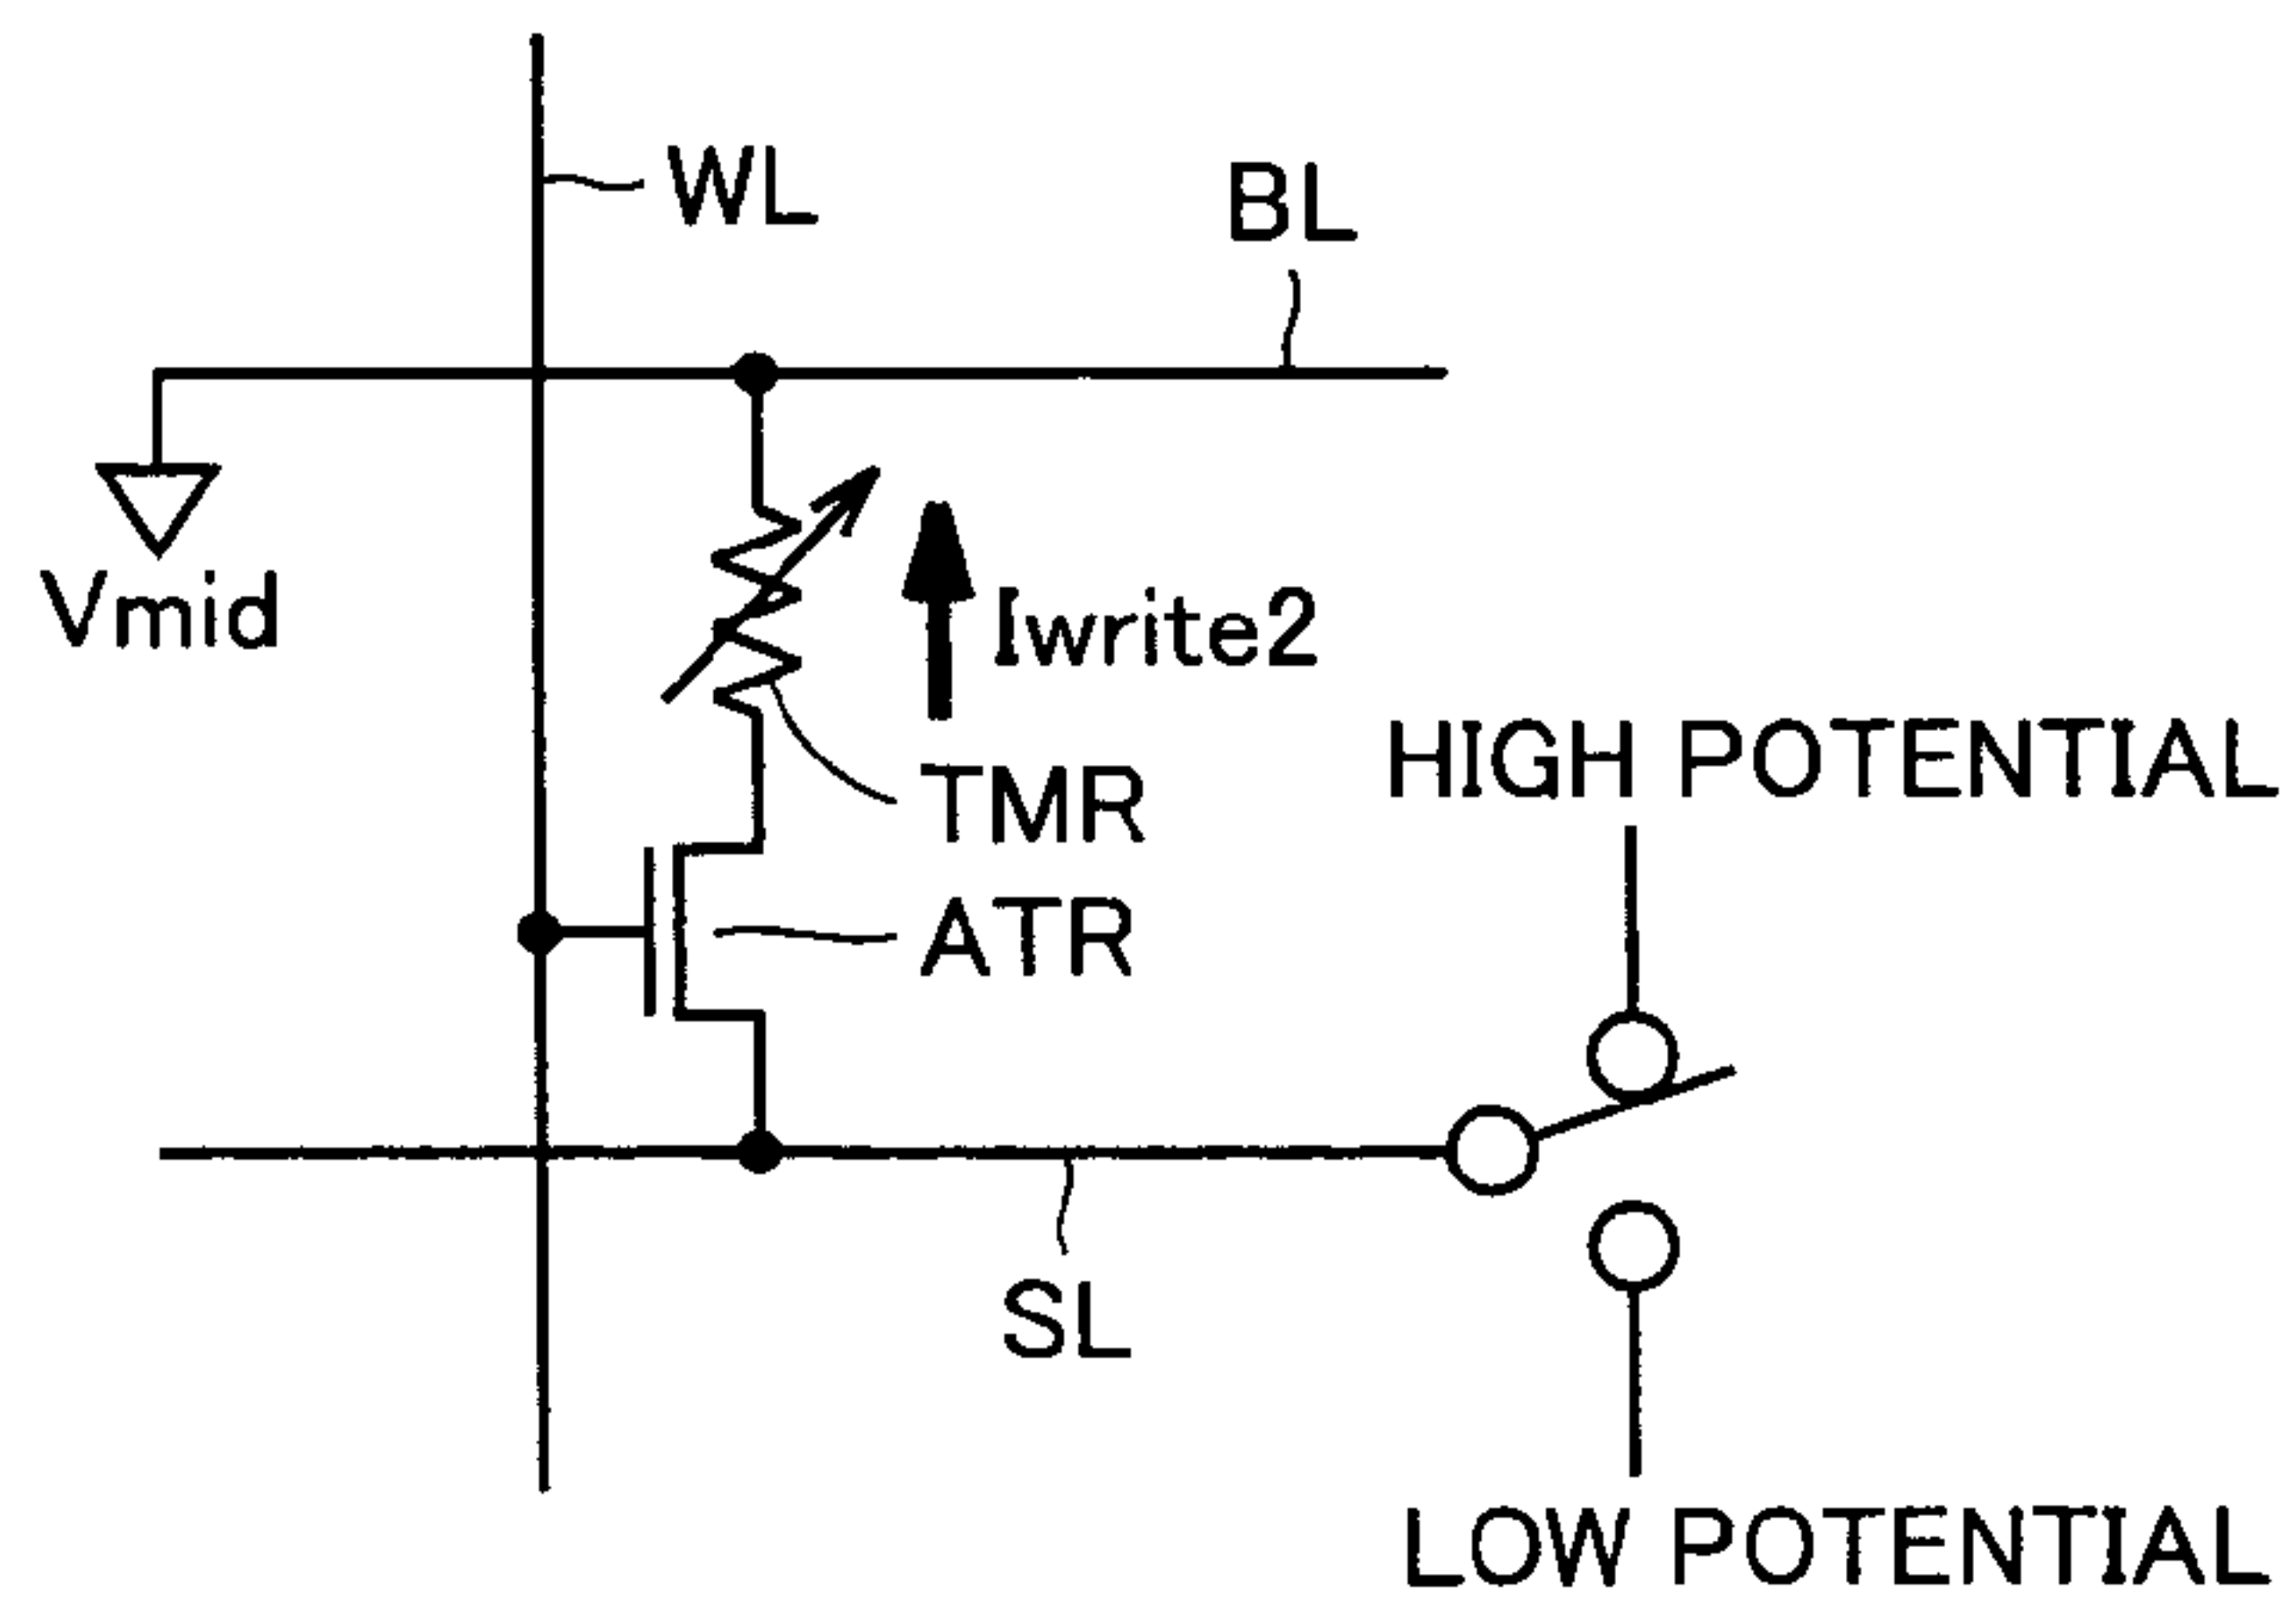 WL
BL
Vmid
Iwrite2
HIGH POTENTIAL
TMR
ATR
SL
LOW POTENTIAL